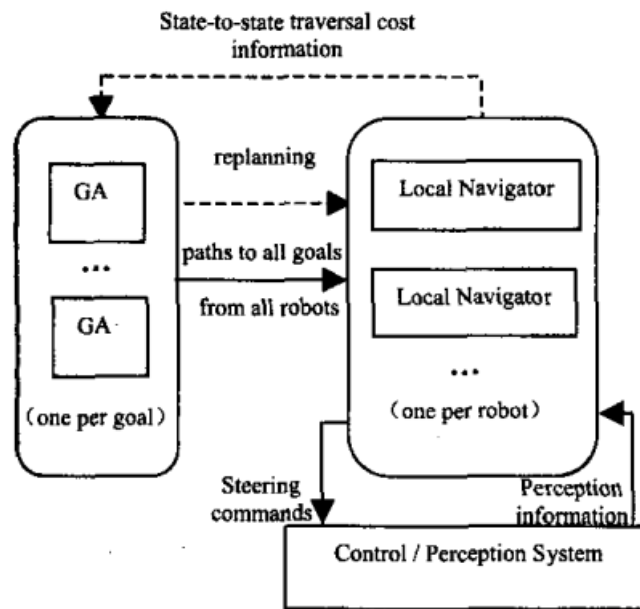 State-to-state traversal cost
information
GA
...
GA
(one per goal)
replanning
paths to all goals
from all robots
Local Navigator
Local Navigator
...
(one per robot)
Steering
commands
Perception
information
Control / Perception System